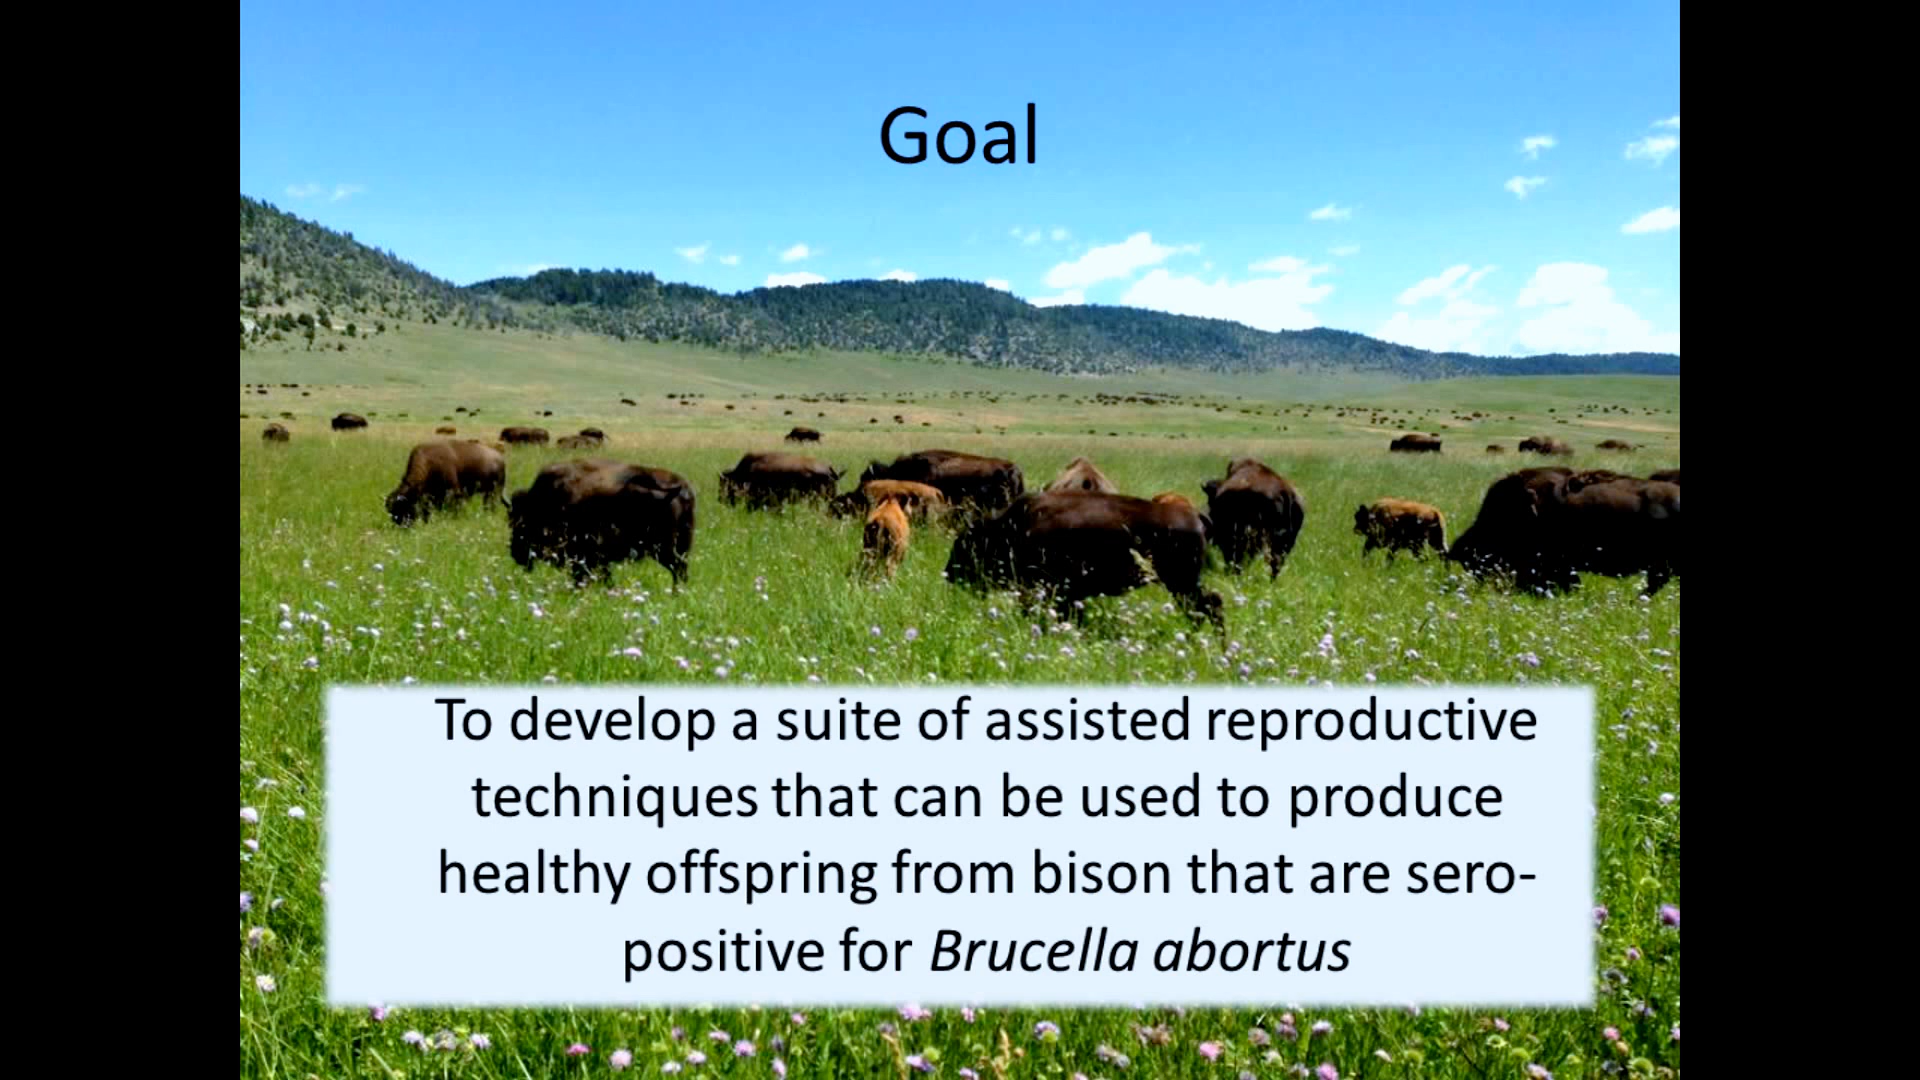 Goal
To develop a suite of assisted reproductive
techniques that can be used to produce
healthy offspring from bison that are sero-
positive for Brucella abortus